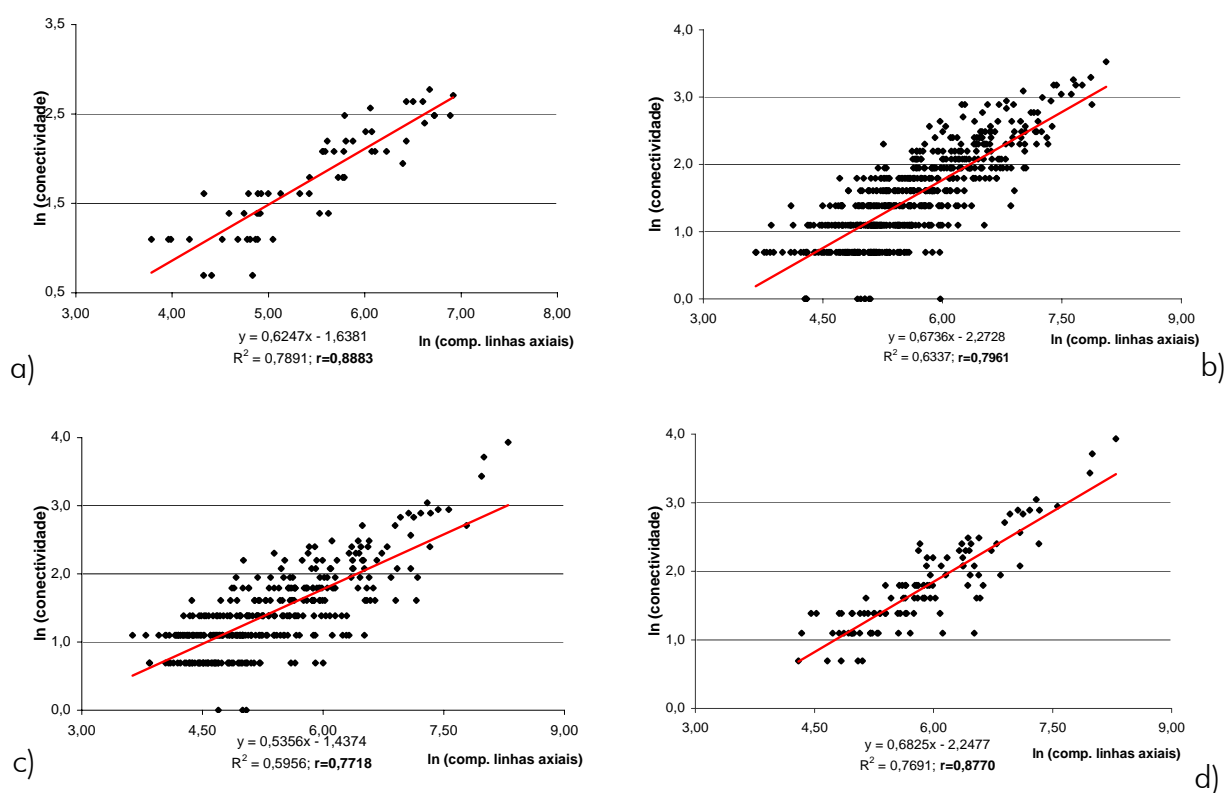 3,5
2,5
1,5
0,5
ln (conectividade)
3,00 4,00 5,00 6,00 7,00 8,00
ln (comp. linhas axiais)
y = 0,6247x - 1,6381
R² = 0,7891; r=0,8883
a)
4,0
3,0
2,0
1,0
0,0
ln (conectividade)
3,00 4,50 6,00 7,50 9,00
ln (comp. linhas axiais)
y = 0,6736x - 2,2728
R² = 0,6337; r=0,7961
b)
4,0
3,0
2,0
1,0
0,0
ln (conectividade)
3,00 4,50 6,00 7,50 9,00
ln (comp. linhas axiais)
y = 0,5356x - 1,4374
R² = 0,5956; r=0,7718
c)
4,0
3,0
2,0
1,0
0,0
ln (conectividade)
3,00 4,50 6,00 7,50 9,00
ln (comp. linhas axiais)
y = 0,6825x - 2,2477
R² = 0,7691; r=0,8770
d)